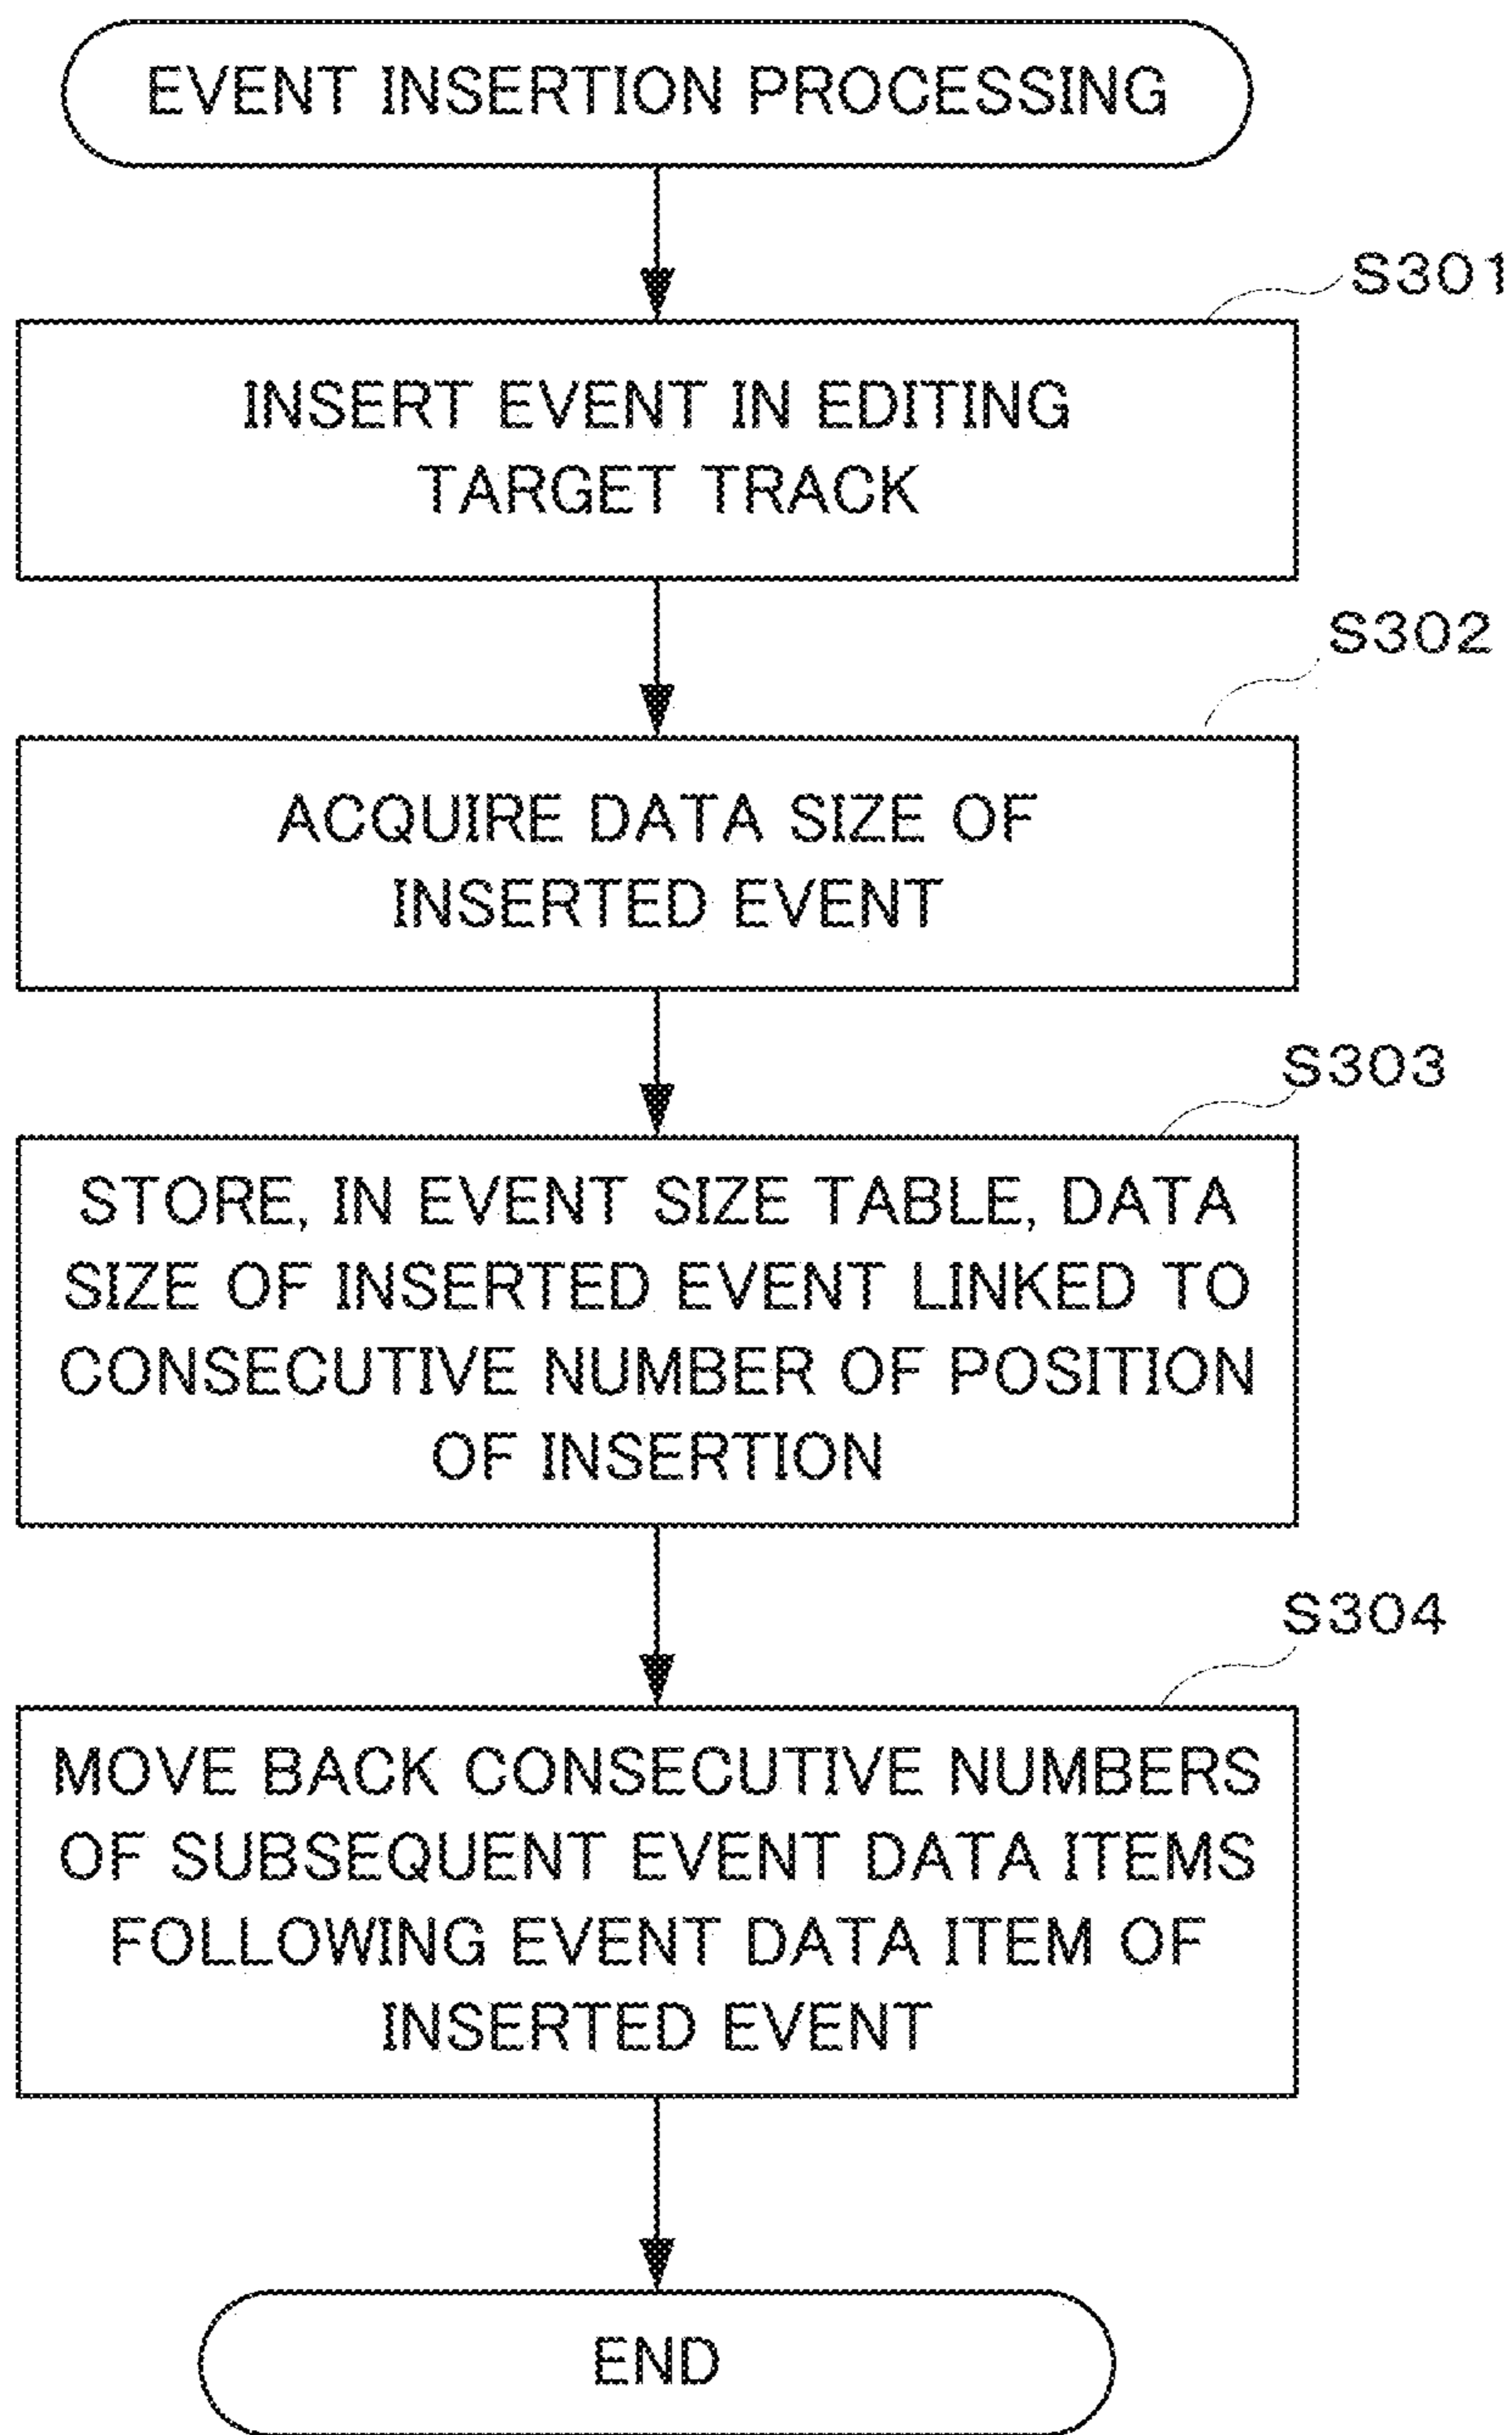 EVENT INSERTION PROCESSING
S301
INSERT EVENT IN EDITING
TARGET TRACK
S302
ACQUIRE DATA SIZE OF
INSERTED EVENT
S303
STORE, IN EVENT SIZE TABLE, DATA
SIZE OF INSERTED EVENT LINKED TO
CONSECUTIVE NUMBER OF POSITION
OF INSERTION
S304
MOVE BACK CONSECUTIVE NUMBERS
OF SUBSEQUENT EVENT DATA ITEMS
FOLLOWING EVENT DATA ITEM OF
INSERTED EVENT
END